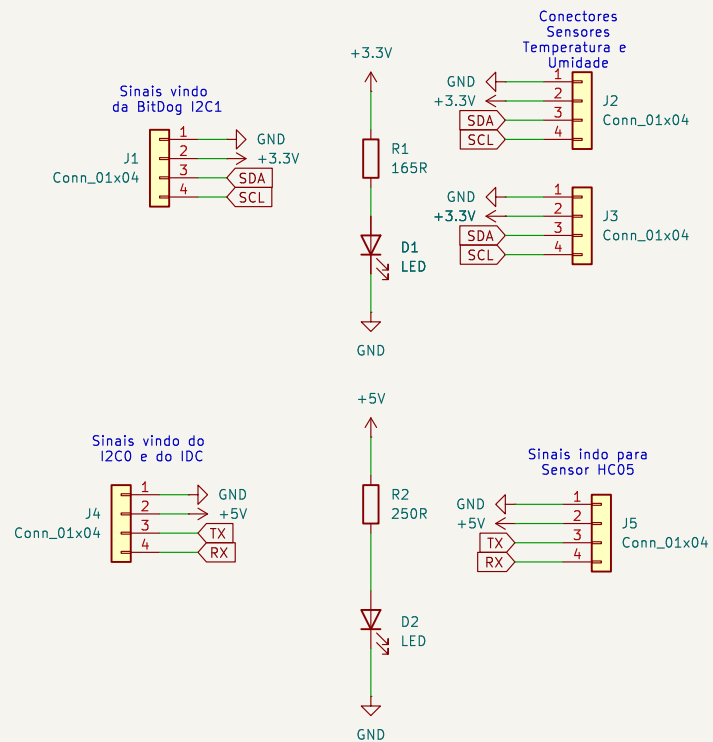 Sinais vindo
da BitDog I2C1
J1
Conn_01x04
1
2
3
4
GND
+3.3V
SDA
SCL
+3.3V
R1
165R
D1
LED
GND
Conectores
Sensores
Temperatura e
Umidade
GND
+3.3V
SDA
SCL
1
2
3
4
J2
Conn_01x04
GND
+3.3V
SDA
SCL
1
2
3
4
J3
Conn_01x04
Sinais vindo do
I2C0 e do IDC
J4
Conn_01x04
1
2
3
4
GND
+5V
TX
RX
+5V
R2
250R
D2
LED
GND
Sinais indo para
Sensor HC05
GND
+5V
TX
RX
1
2
3
4
J5
Conn_01x04